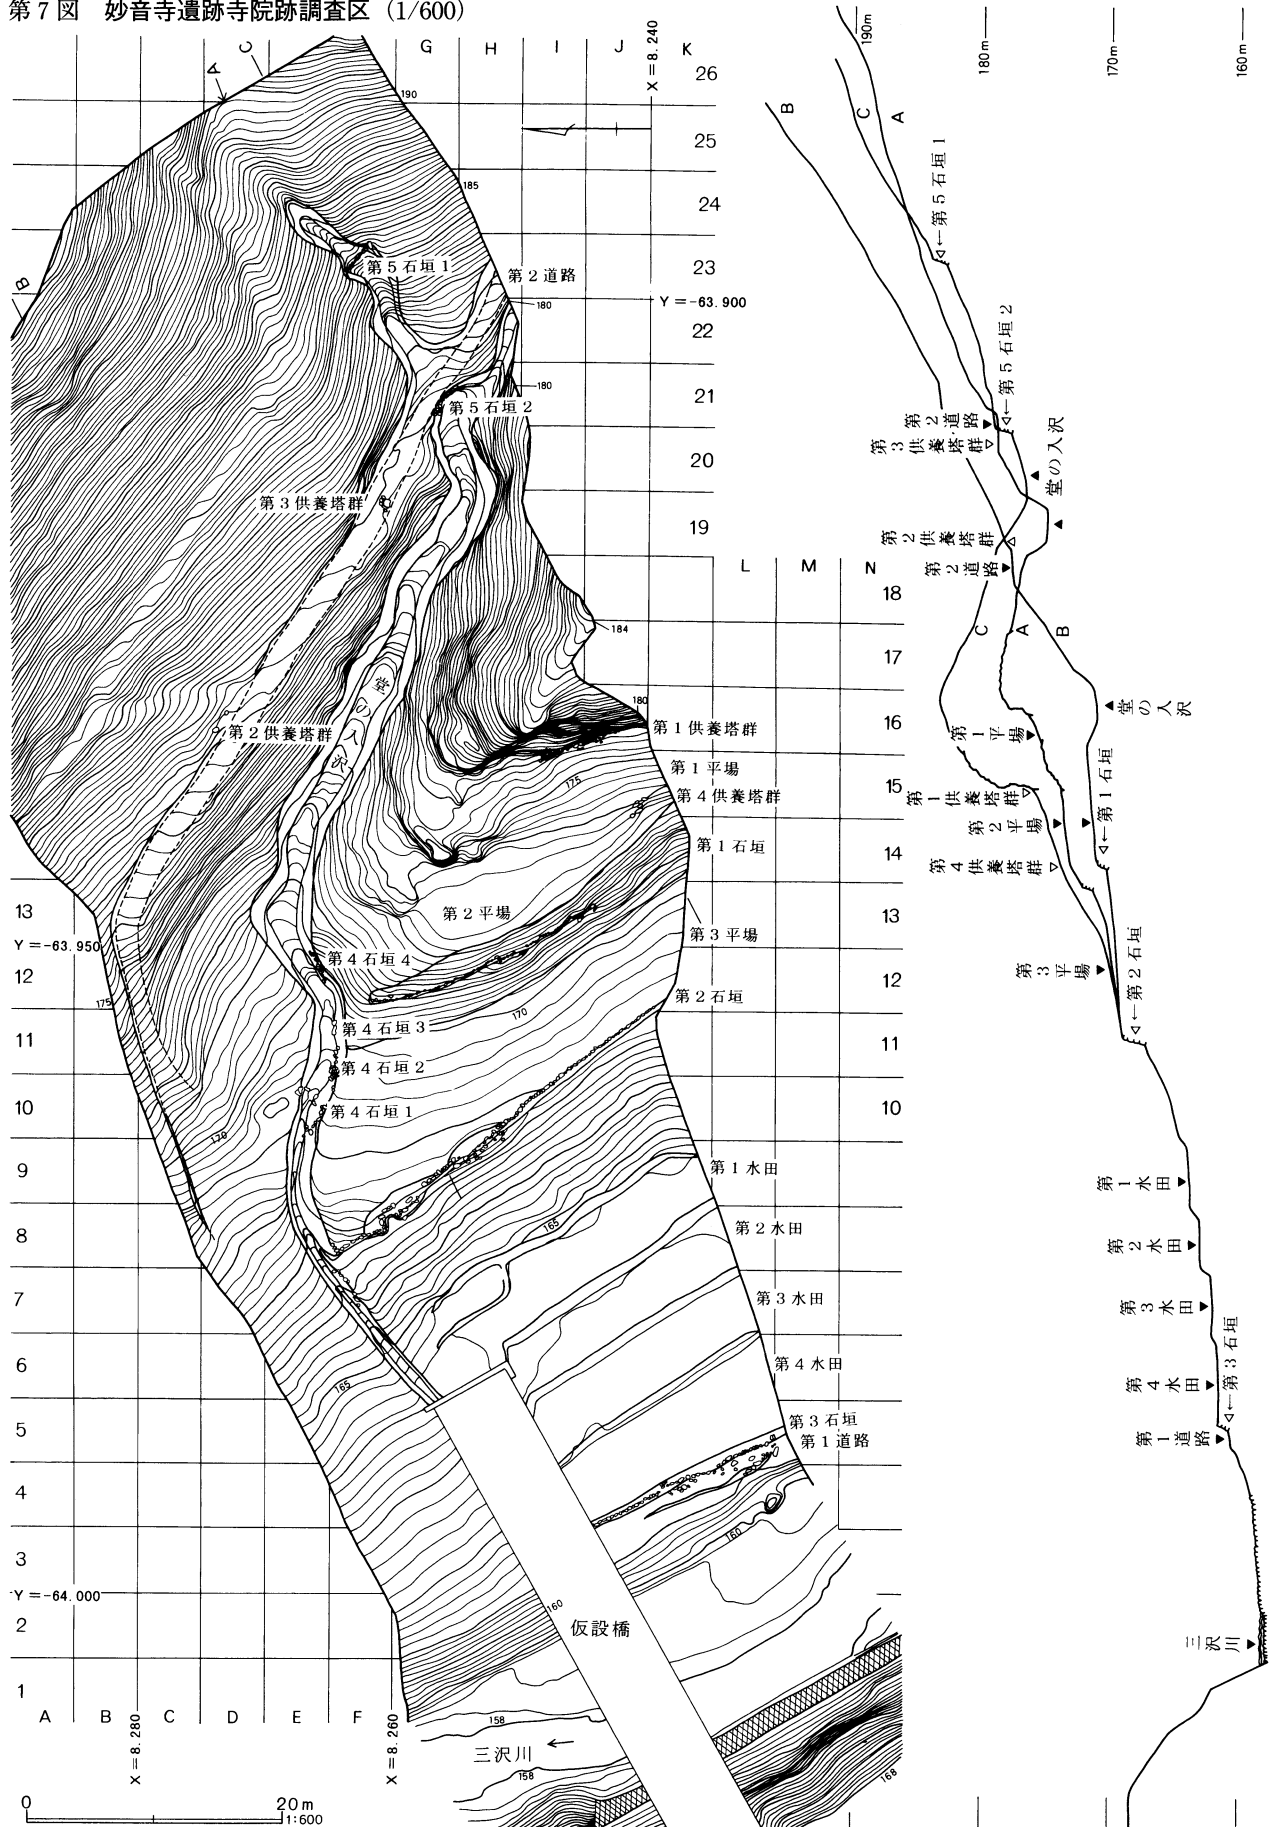 第7図 妙音寺遺跡寺院跡調査区 (1/600)
A
C
B
G
H
I
J
K
X=8.240
26
25
24
23
22
21
20
19
18
17
16
15
14
13
12
11
10
190
185
第5石垣1
第2道路
180
Y=-63.900
180
第5石垣2
第3供養塔群
L
M
N
184
堂の入沢
180
第2供養塔群
第1供養塔群
第1平場
175
第4供養塔群
第1石垣
第2平場
第3平場
13
Y=-63.950
12
第4石垣4
175
第2石垣
170
11
第4石垣3
第4石垣2
10
第4石垣1
170
9
第1水田
8
165
第2水田
7
第3水田
6
第4水田
165
5
第3石垣
第1道路
4
160
3
Y=-64.000
160
2
仮設橋
1
A
B
C
D
E
F
X=8.280
X=8.260
158
三沢川 ←
158
168
0
20m
1:600
190m
180m
170m
160m
B
C
A
←第5石垣1
←第5石垣2
第2道路
第3供養塔群
堂の入沢
第2供養塔群
第2道路
C
A
B
堂の入沢
第1平場
第1供養塔群
←第1石垣
第2平場
第4供養塔群
第3平場
←第2石垣
第1水田
第2水田
第3水田
第4水田
←第3石垣
第1道路
三沢川